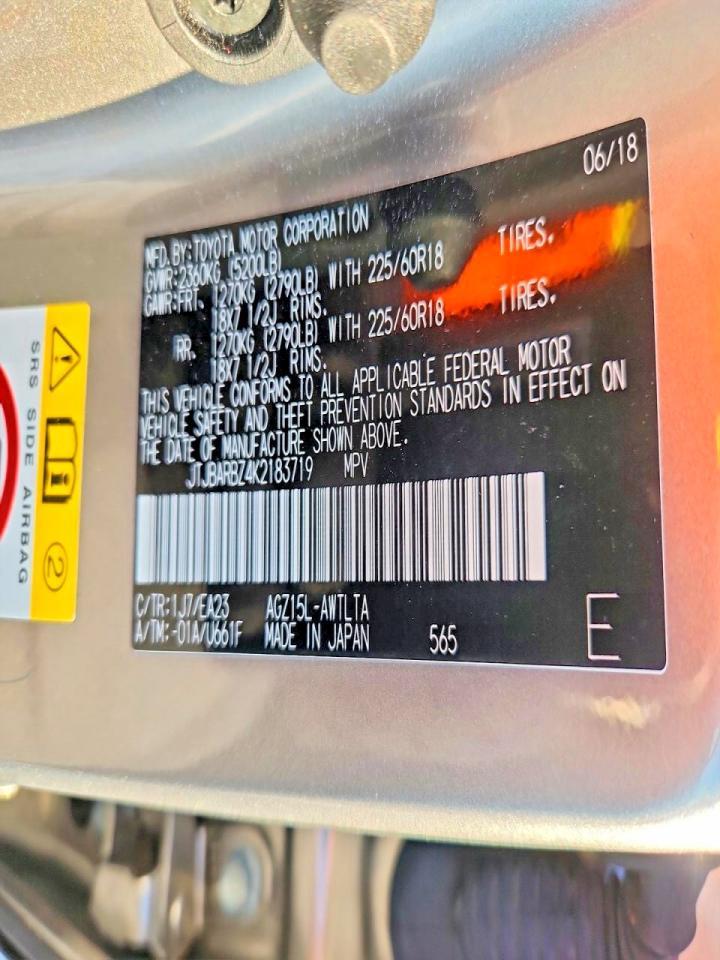 06/18
MFD.BY:TOYOTA MOTOR CORPORATION
GVWR:2360KG (5200LB)
GAWR:FRT. 1270KG (2790LB) WITH 225/60R18 TIRES,
18X7 1/2J RIMS.
RR. 1270KG (2790LB) WITH 225/60R18 TIRES,
18X7 1/2J RIMS.
THIS VEHICLE CONFORMS TO ALL APPLICABLE FEDERAL MOTOR
VEHICLE SAFETY AND THEFT PREVENTION STANDARDS IN EFFECT ON
THE DATE OF MANUFACTURE SHOWN ABOVE.
JTJBARBZ4K2183719 MPV
C/TR:1J7/EA23 AGZ15L-AWTLTA
A/TM:-01A/U661F MADE IN JAPAN 565 E
SRS SIDE AIRBAG
2